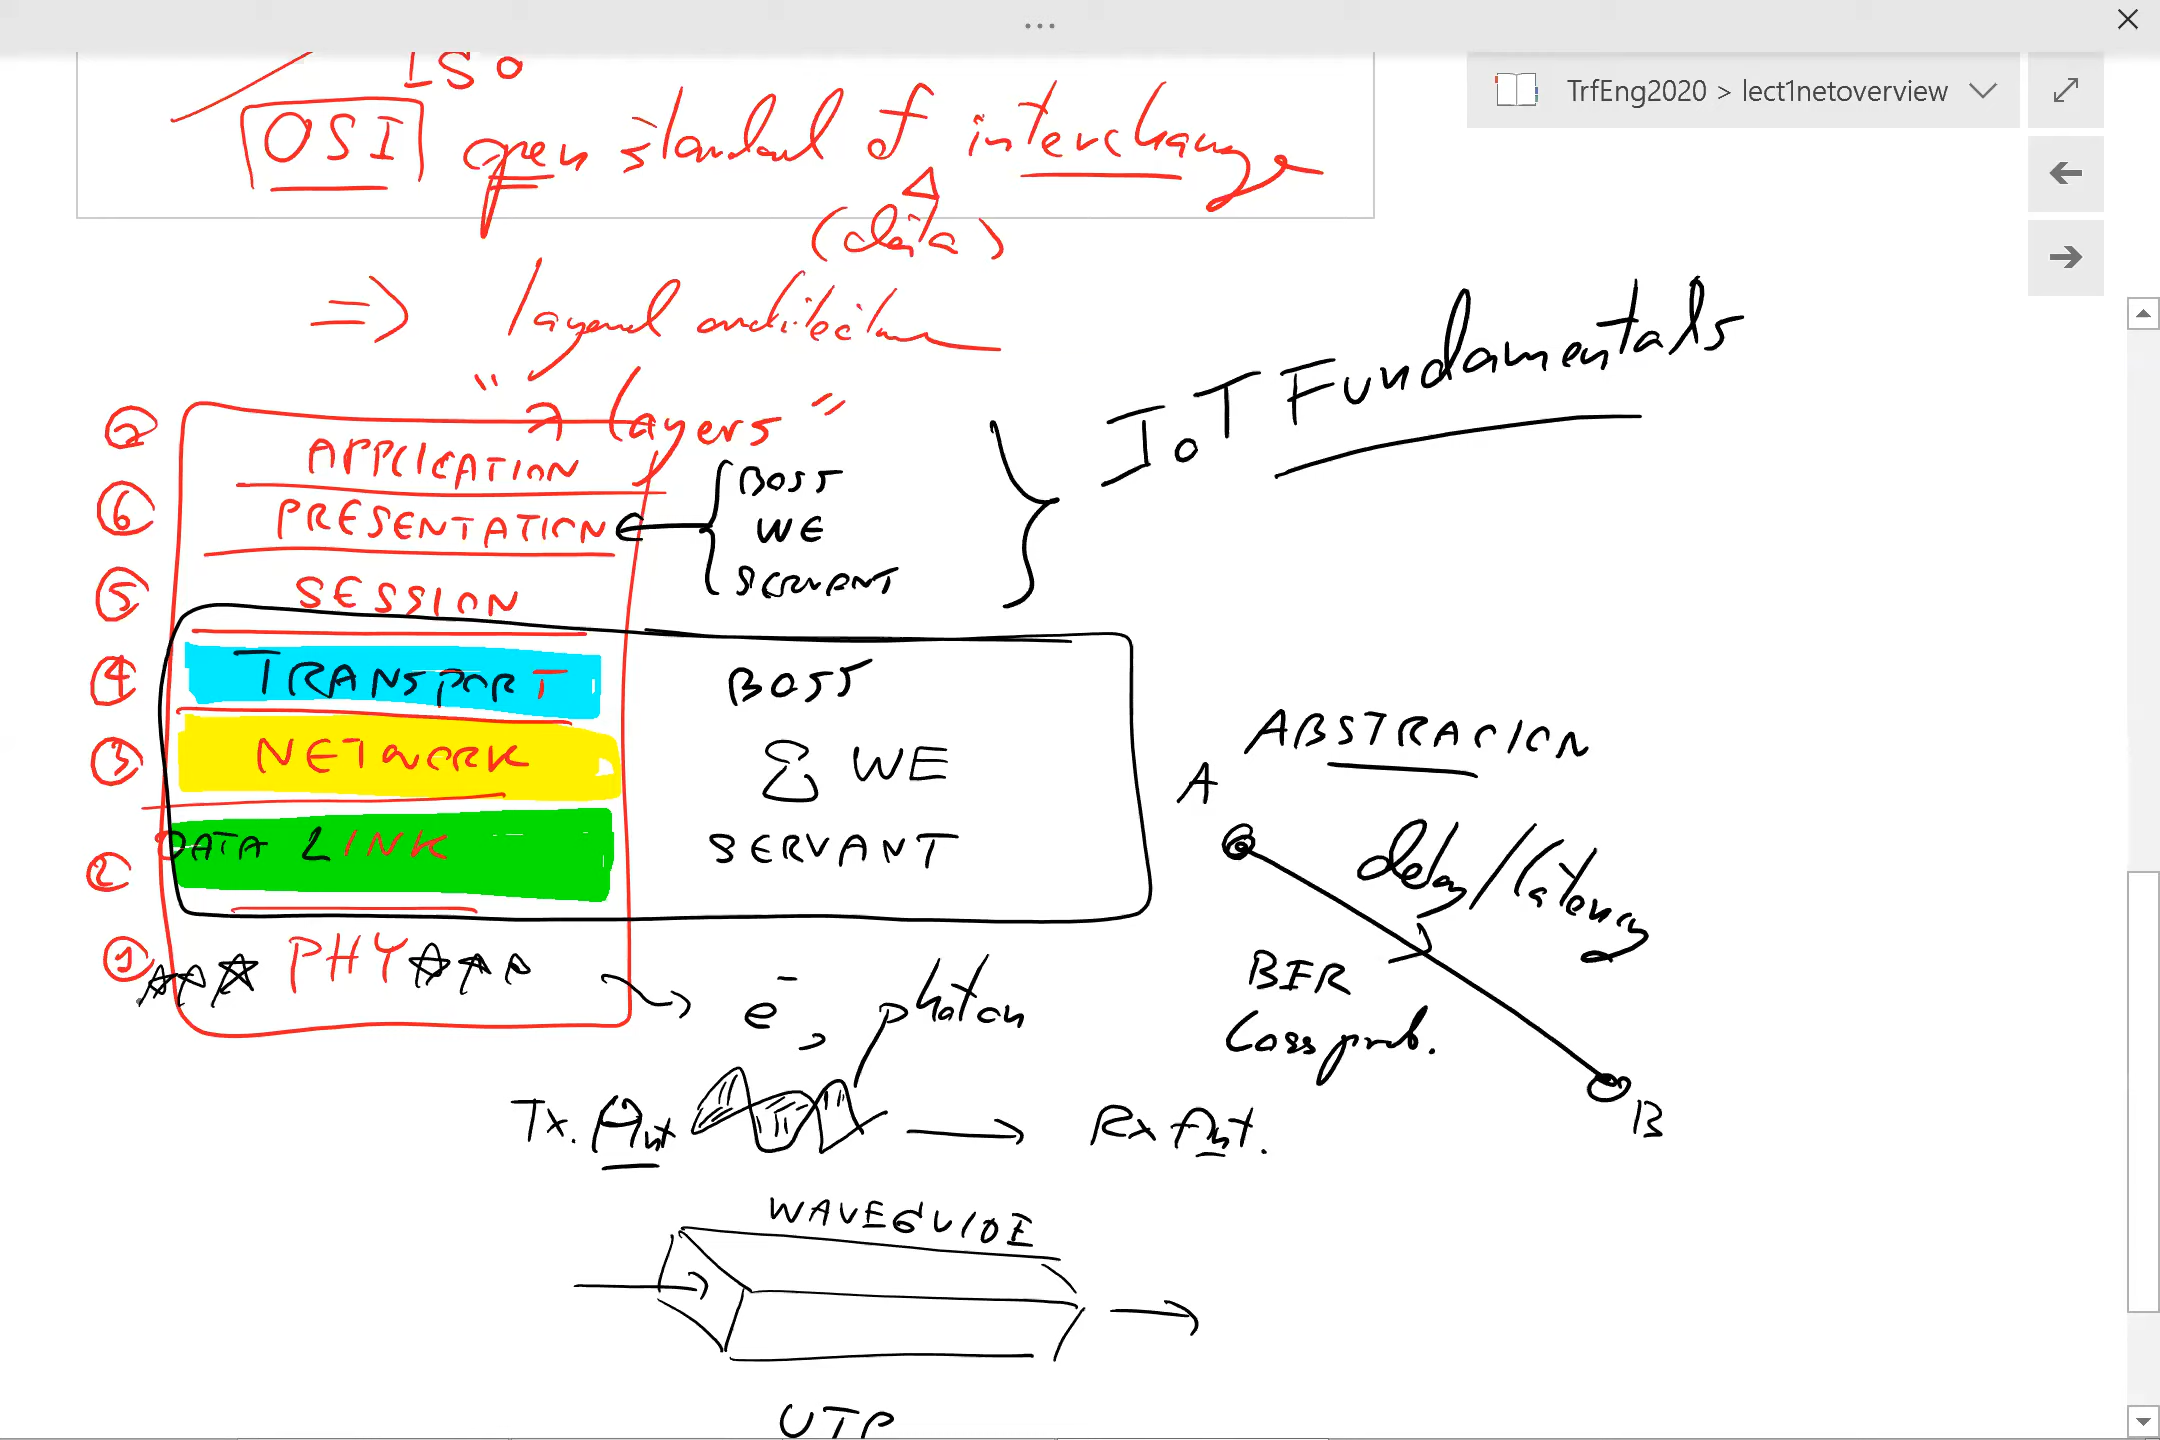 TrfEng2020 > lect1netoverview
ISO
OSI open standard of interchange
(data)
=> layered architecture
"7 layers"
7 APPLICATION
6 PRESENTATION
5 SESSION
BOSS
WE
SERVANT
IoT Fundamentals
4 TRANSPORT BOSS
3 NETWORK WE
2 DATA LINK SERVANT
1 PHY
ABSTRACION
A
delay/latency
BER
Loss prob.
B
e-, photon
Tx. Ant
Rx Ant.
WAVEGUIDE
UTP